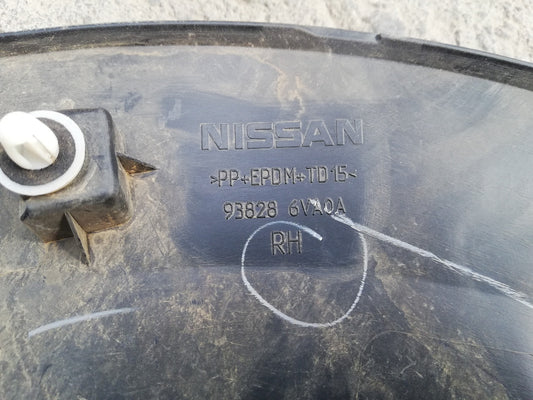 NISSAN
>PP+EPDM+TD15<
93828 6VA0A
RH